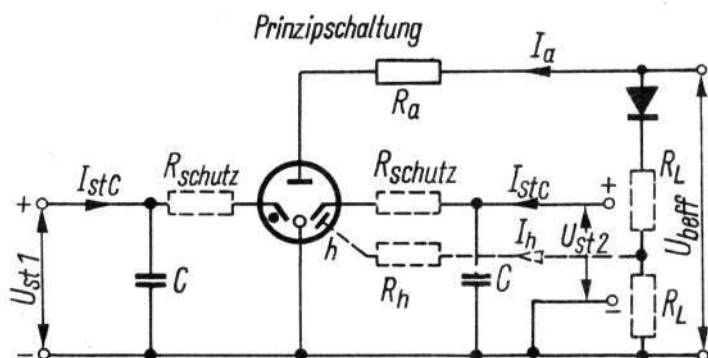 Prinzipschaltung
I_a
R_a
R_schutz
R_schutz
R_L
I_stC
I_stC
+
+
U_st1
C
h
I_h
U_st2
U_beff
R_h
C
R_L
–
–
–